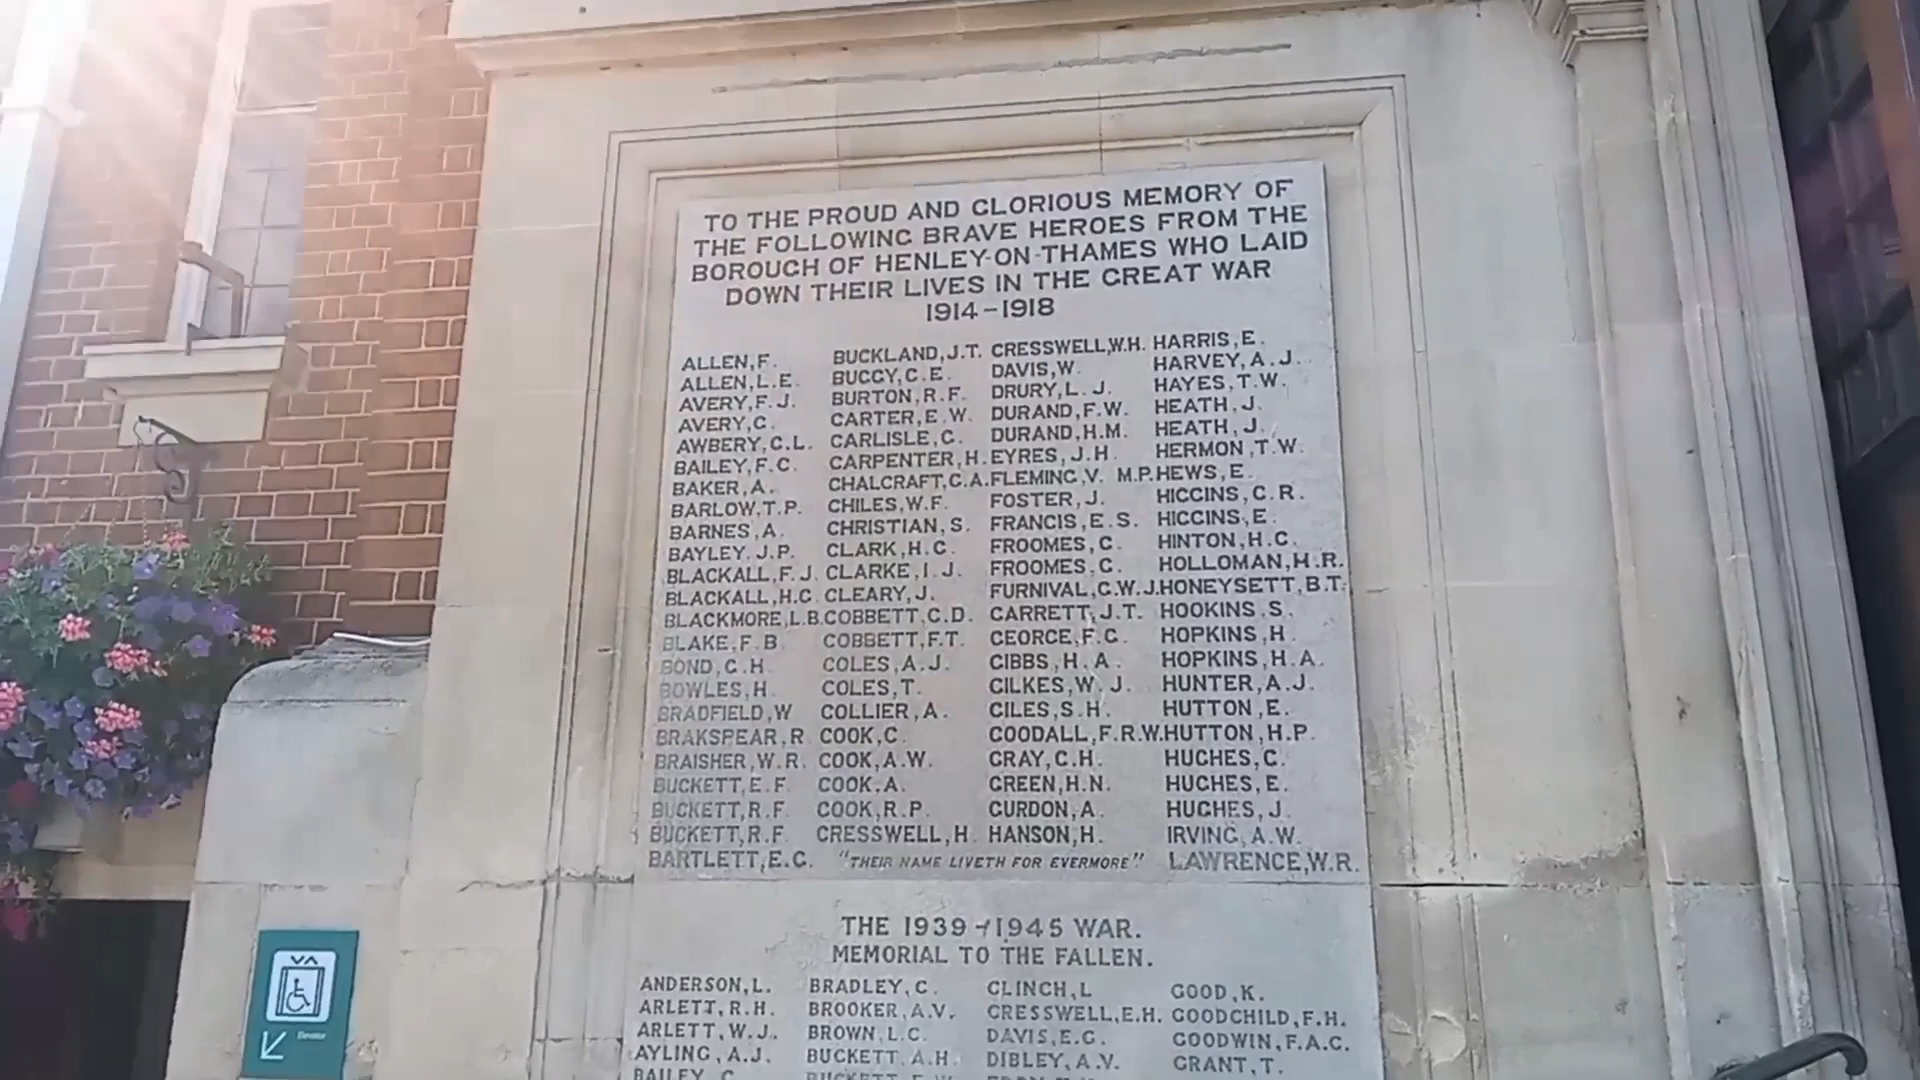 TO THE PROUD AND GLORIOUS MEMORY OF
THE FOLLOWING BRAVE HEROES FROM THE
BOROUGH OF HENLEY-ON-THAMES WHO LAID
DOWN THEIR LIVES IN THE GREAT WAR
1914-1918
ALLEN, F. BUCKLAND, J.T. CRESSWELL, W.H. HARRIS, E.
ALLEN, L.E. BUGGY, C.E. DAVIS, W. HARVEY, A.J.
AVERY, F.J. BURTON, R.F. DRURY, L.J. HAYES, T.W.
AVERY, C. CARTER, E.W. DURAND, F.W. HEATH, J.
AWBERY, C.L. CARLISLE, C. DURAND, H.M. HEATH, J.
BAILEY, F.C. CARPENTER, H. EYRES, J.H. HERMON, T.W.
BAKER, A. CHALCRAFT, G.A. FLEMING, V. M.P. HEWS, E.
BARLOW, T.P. CHILES, W.F. FOSTER, J. HIGGINS, G.R.
BARNES, A. CHRISTIAN, S. FRANCIS, E.S. HIGGINS, E.
BAYLEY, J.P. CLARK, H.C. FROOMES, C. HINTON, H.C.
BLACKALL, F.J. CLARKE, I.J. FROOMES, G. HOLLOMAN, H.R.
BLACKALL, H.C. CLEARY, J. FURNIVAL, G.W.J. HONEYSETT, B.T.
BLACKMORE, L.B. COBBETT, C.D. GARRETT, J.T. HOOKINS, S.
BLAKE, F.B. COBBETT, F.T. GEORGE, F.C. HOPKINS, H
BOND, G.H. COLES, A.J. GIBBS, H.A. HOPKINS, H.A.
BOWLES, H. COLES, T. GILKES, W.J. HUNTER, A.J.
BRADFIELD, W COLLIER, A. GILES, S.H. HUTTON, E.
BRAKSPEAR, R COOK, C. GOODALL, F.R.W. HUTTON, H.P.
BRAISHER, W.R. COOK, A.W. GRAY, C.H. HUGHES, C.
BUCKETT, E.F COOK, A. GREEN, H.N. HUGHES, E.
BUCKETT, R.F. COOK, R.P. GURDON, A. HUGHES, J.
BUCKETT, R.F. CRESSWELL, H HANSON, H. IRVING, A.W.
BARTLETT, E.G. "THEIR NAME LIVETH FOR EVERMORE" LAWRENCE, W.R.
THE 1939-1945 WAR.
MEMORIAL TO THE FALLEN.
ANDERSON, L. BRADLEY, C. CLINCH, L GOOD, K.
ARLETT, R.H. BROOKER, A.V. CRESSWELL, E.H. GOODCHILD, F.H.
ARLETT, W.J. BROWN, L.C. DAVIS, E.G. GOODWIN, F.A.C.
AYLING, A.J. BUCKETT, A.H. DIBLEY, A.V. GRANT, T.
BAILEY, C. BUCKETT
Elevator